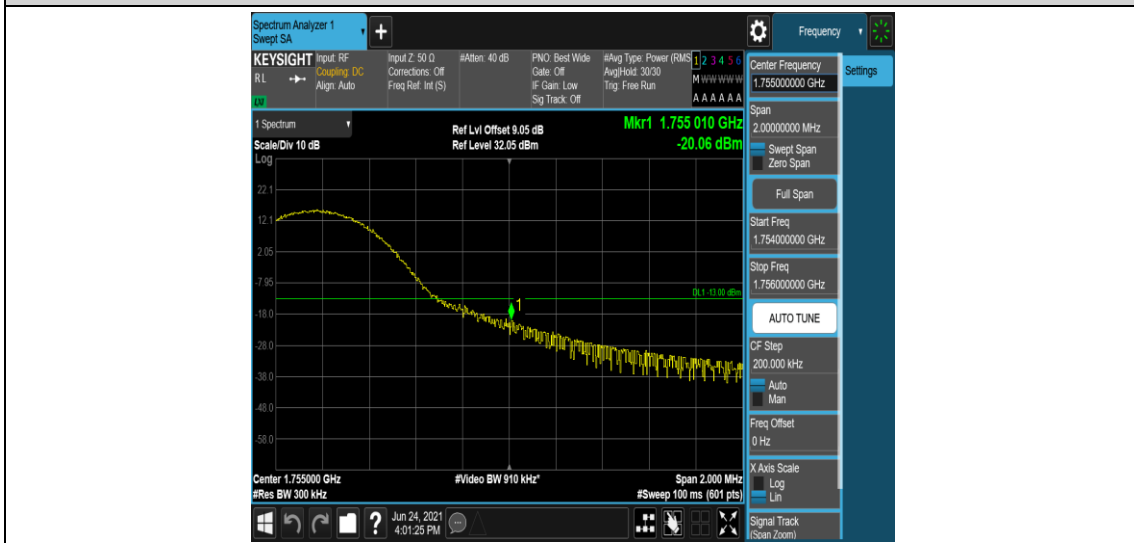 Spectrum Analyzer 1
Swept SA
+
Frequency
KEYSIGHT
RL
LXI
Input: RF
Coupling: DC
Align: Auto
Input Z: 50 Ω
Corrections: Off
Freq Ref: Int (S)
#Atten: 40 dB
PNO: Best Wide
Gate: Off
IF Gain: Low
Sig Track: Off
#Avg Type: Power (RMS
Avg|Hold: 30/30
Trig: Free Run
1 2 3 4 5 6
M W W W W W
A A A A A A
Center Frequency
1.755000000 GHz
Settings
Span
2.00000000 MHz
Swept Span
Zero Span
Full Span
Start Freq
1.754000000 GHz
Stop Freq
1.756000000 GHz
AUTO TUNE
CF Step
200.000 kHz
Auto
Man
Freq Offset
0 Hz
X Axis Scale
Log
Lin
Signal Track
(Span Zoom)
1 Spectrum
Scale/Div 10 dB
Ref Lvl Offset 9.05 dB
Ref Level 32.05 dBm
Mkr1 1.755 010 GHz
-20.06 dBm
Log
22.1
12.1
2.05
-7.95
-18.0
-28.0
-38.0
-48.0
-58.0
DL1 -13.00 dBm
1
Center 1.755000 GHz
#Res BW 300 kHz
#Video BW 910 kHz*
Span 2.000 MHz
#Sweep 100 ms (601 pts)
?
Jun 24, 2021
4:01:25 PM